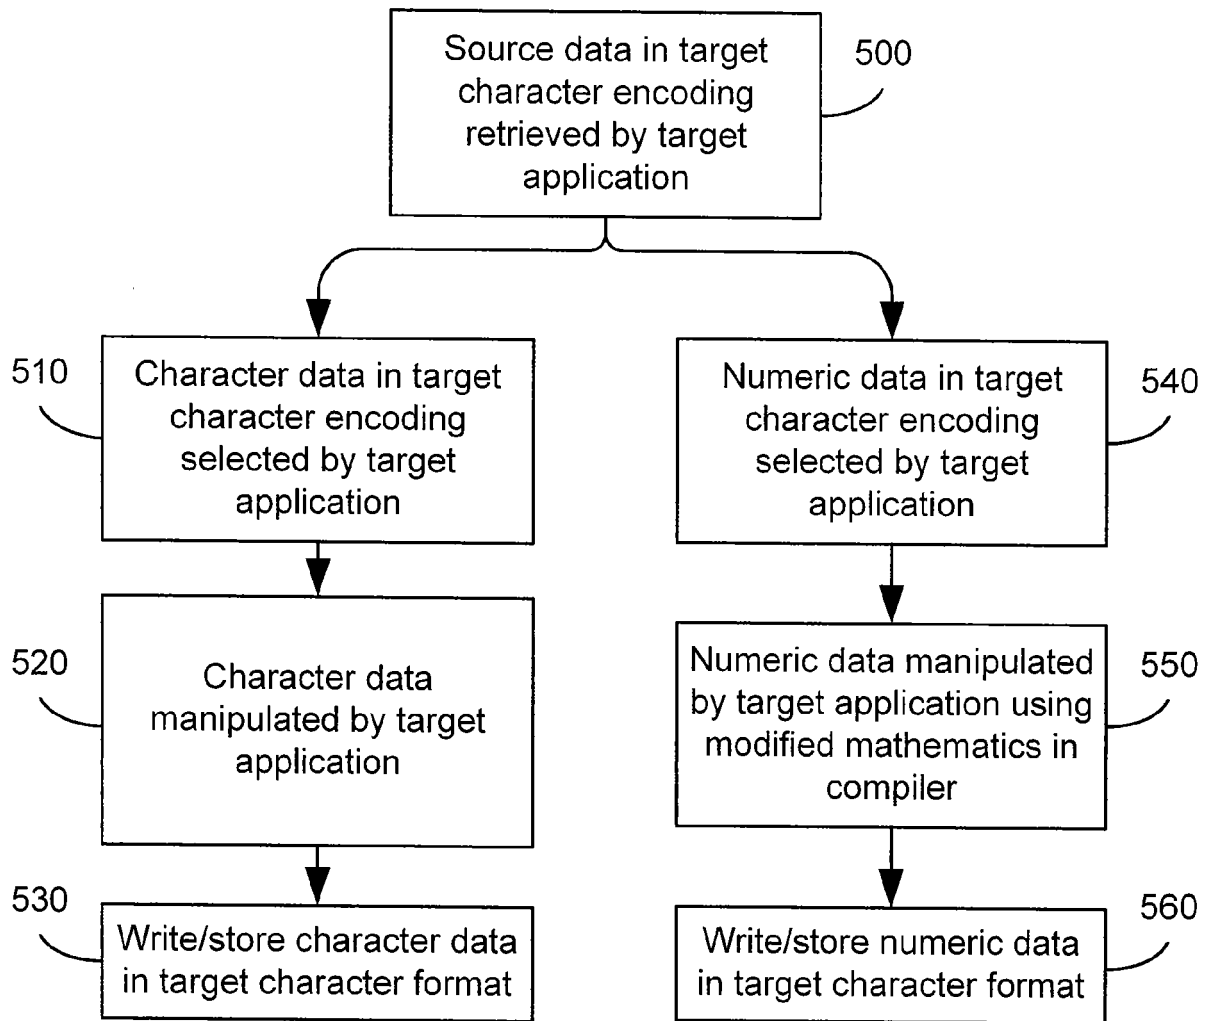 Source data in target
character encoding
retrieved by target
application
500
510
Character data in target
character encoding
selected by target
application
Numeric data in target
character encoding
selected by target
application
540
520
Character data
manipulated by target
application
Numeric data manipulated
by target application using
modified mathematics in
compiler
550
530
Write/store character data
in target character format
Write/store numeric data
in target character format
560